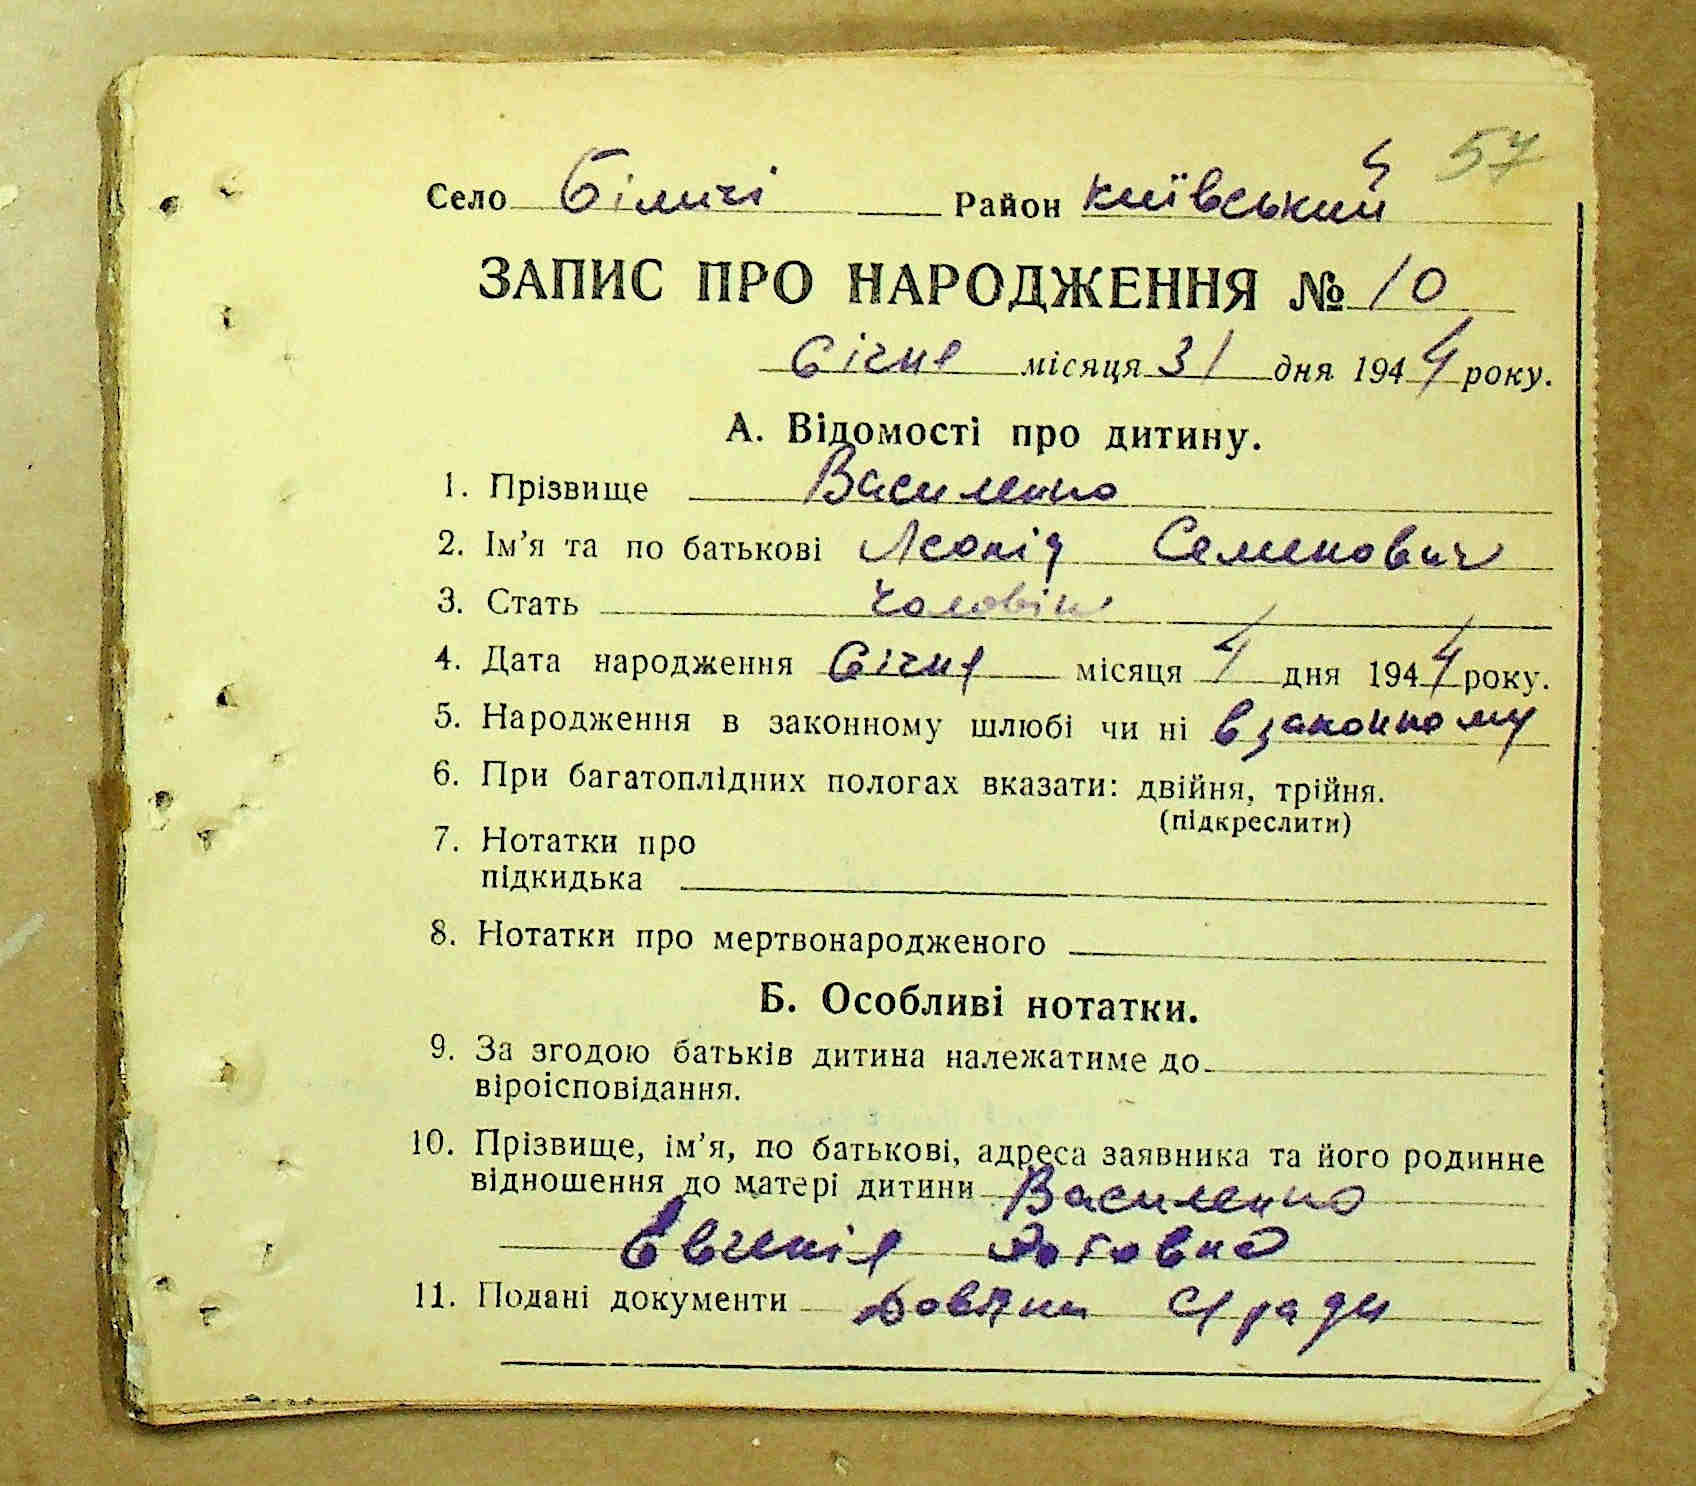 57
Село Біличі Район Київський
ЗАПИС ПРО НАРОДЖЕННЯ № 10
Січня місяця 31 дня 1944 року.
А. Відомості про дитину.
1. Прізвище Василенко
2. Ім’я та по батькові Леонід Семенович
3. Стать Чоловік
4. Дата народження Січня місяця 4 дня 1944 року.
5. Народження в законному шлюбі чи ні в законному
6. При багатоплідних пологах вказати: двійня, трійня.
(підкреслити)
7. Нотатки про
підкидька
8. Нотатки про мертвонародженого
Б. Особливі нотатки.
9. За згодою батьків дитина належатиме до
віроісповідання.
10. Прізвище, ім’я, по батькові, адреса заявника та його родинне
відношення до матері дитини Василенко
Євгенія
11. Подані документи